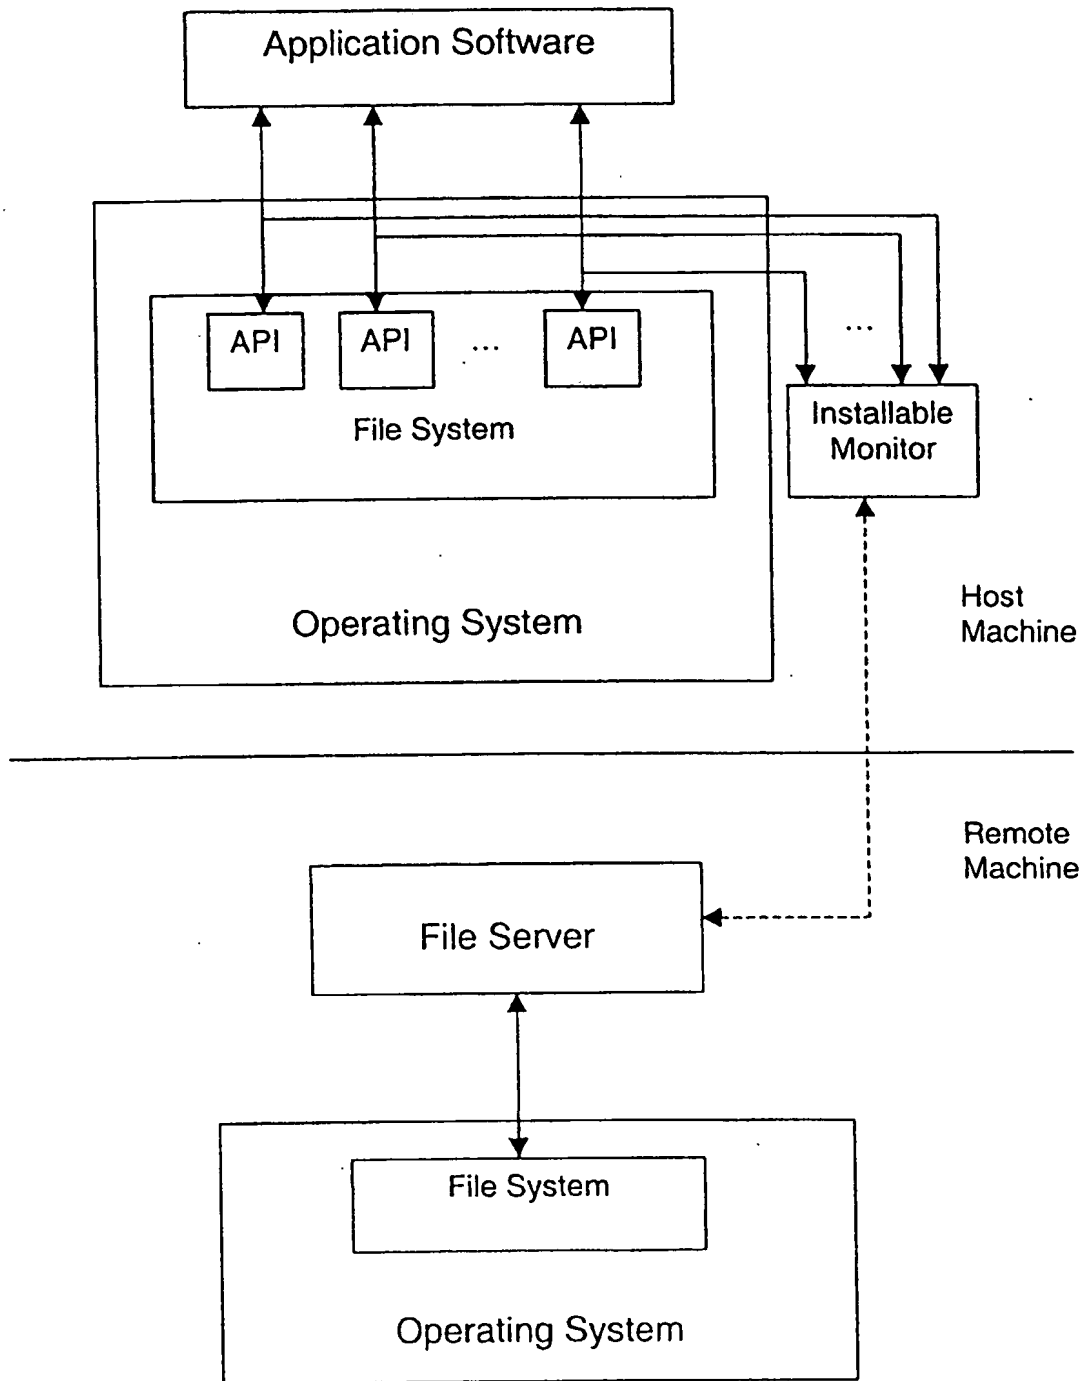 Application Software
API API ... API
...
File System
Installable
Monitor
Operating System
Host
Machine
Remote
Machine
File Server
File System
Operating System